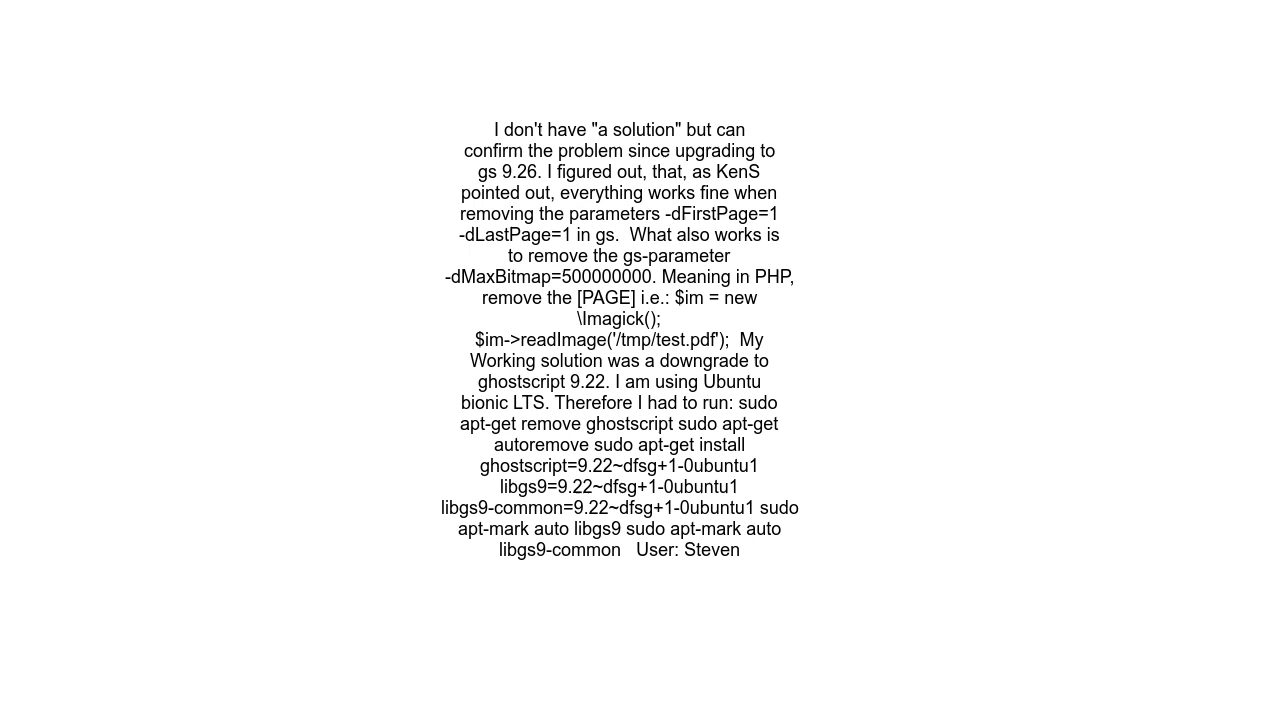 I don't have "a solution" but can
confirm the problem since upgrading to
gs 9.26. I figured out, that, as KenS
pointed out, everything works fine when
removing the parameters -dFirstPage=1
-dLastPage=1 in gs.  What also works is
to remove the gs-parameter
-dMaxBitmap=500000000. Meaning in PHP,
remove the [PAGE] i.e.: $im = new
\Imagick();
$im->readImage('/tmp/test.pdf');  My
Working solution was a downgrade to
ghostscript 9.22. I am using Ubuntu
bionic LTS. Therefore I had to run: sudo
apt-get remove ghostscript sudo apt-get
autoremove sudo apt-get install
ghostscript=9.22~dfsg+1-0ubuntu1
libgs9=9.22~dfsg+1-0ubuntu1
libgs9-common=9.22~dfsg+1-0ubuntu1 sudo
apt-mark auto libgs9 sudo apt-mark auto
libgs9-common   User: Steven